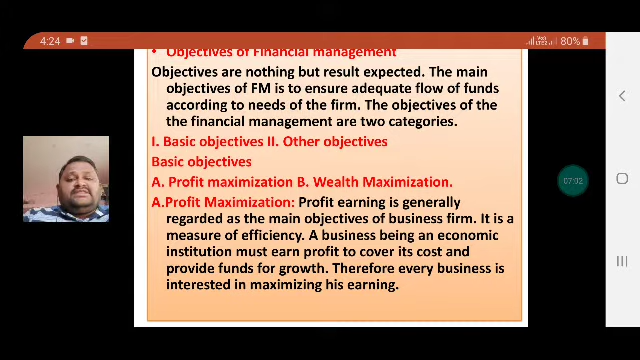 4:24
Vo)
LTE2
80%
• Objectives of Financial management
Objectives are nothing but result expected. The main
objectives of FM is to ensure adequate flow of funds
according to needs of the firm. The objectives of the
the financial management are two categories.
I. Basic objectives II. Other objectives
Basic objectives
A. Profit maximization B. Wealth Maximization.
A.Profit Maximization: Profit earning is generally
regarded as the main objectives of business firm. It is a
measure of efficiency. A business being an economic
institution must earn profit to cover its cost and
provide funds for growth. Therefore every business is
interested in maximizing his earning.
07:02